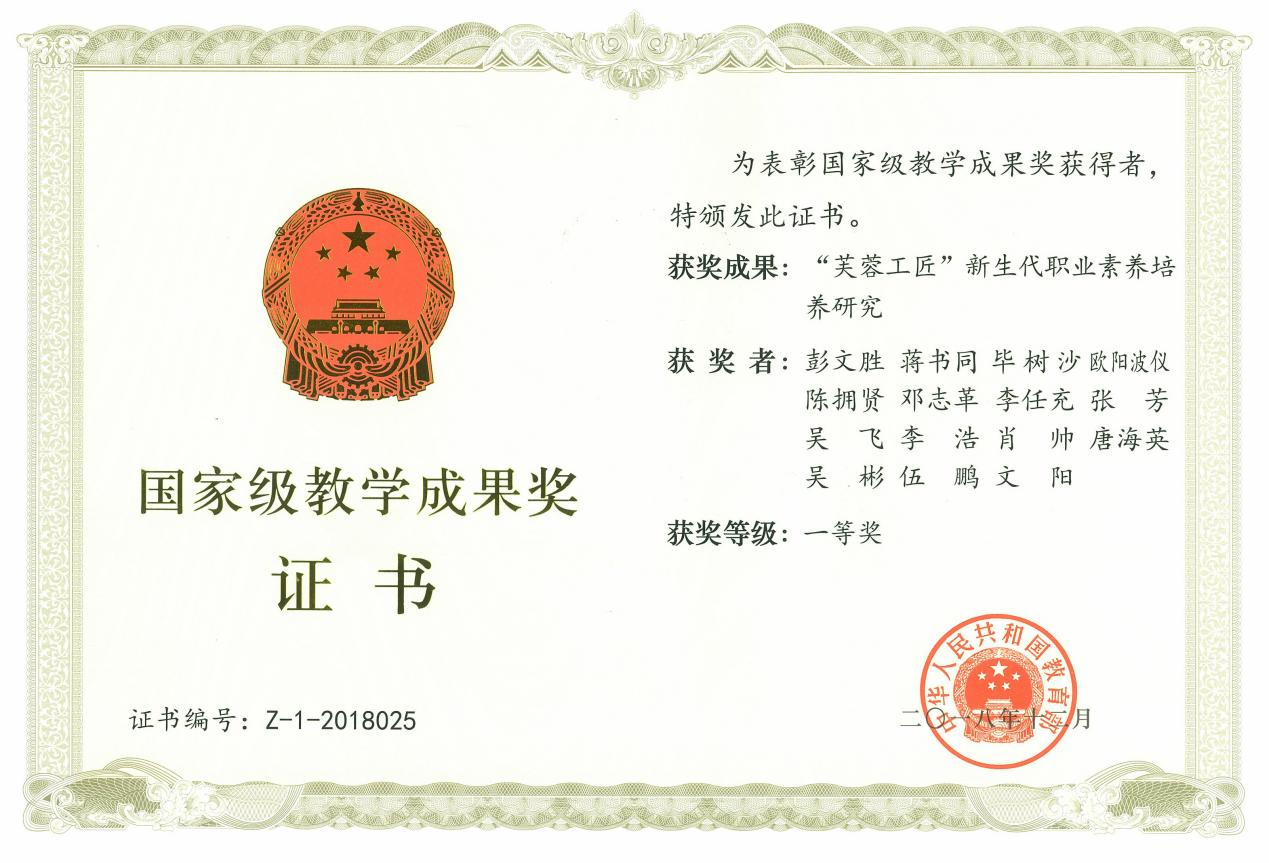 国家级教学成果奖
证书
证书编号：Z-1-2018025
为表彰国家级教学成果奖获得者，
特颁发此证书。
获奖成果：“芙蓉工匠”新生代职业素养培
养研究
获奖者：彭文胜 蒋书同 毕树沙 欧阳波仪
陈拥贤 邓志革 李任充 张芳
吴飞 李浩 肖帅 唐海英
吴彬 伍鹏 文阳
获奖等级：一等奖
中华人民共和国教育部
二〇一八年十二月